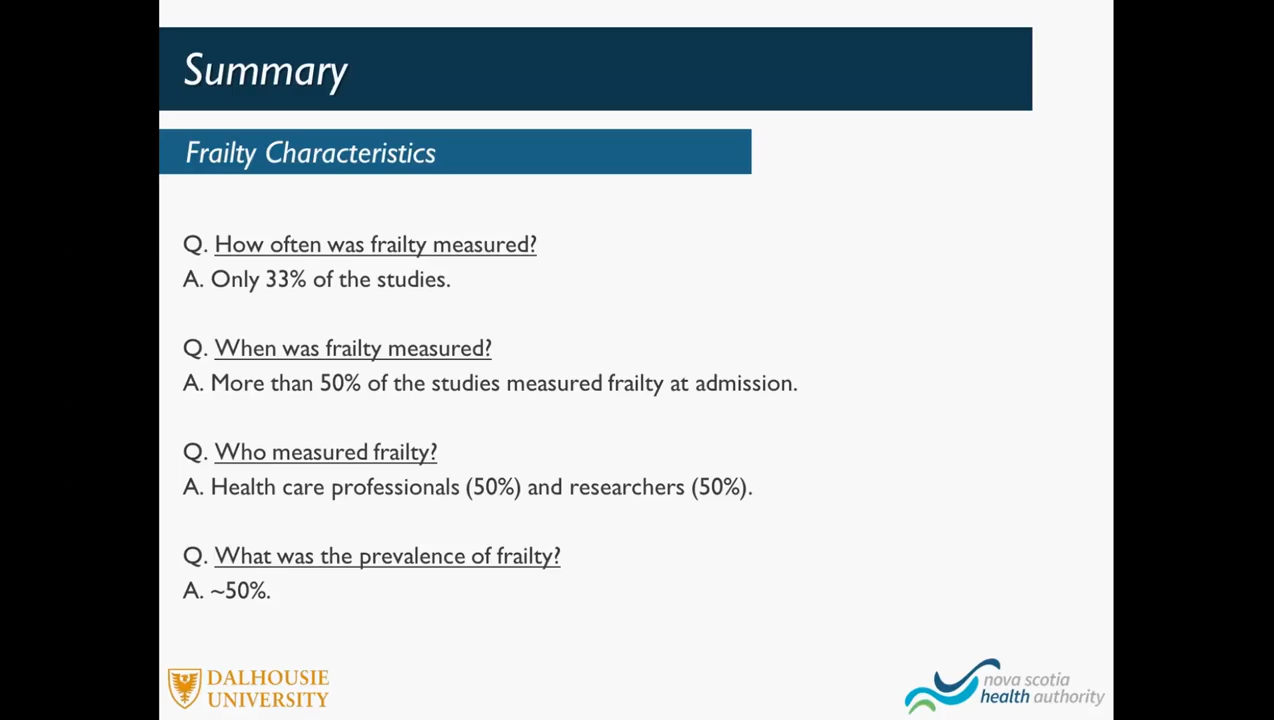 Summary
Frailty Characteristics
Q. How often was frailty measured?
A. Only 33% of the studies.
Q. When was frailty measured?
A. More than 50% of the studies measured frailty at admission.
Q. Who measured frailty?
A. Health care professionals (50%) and researchers (50%).
Q. What was the prevalence of frailty?
A. ~50%.
DALHOUSIE
UNIVERSITY
nova scotia
health authority